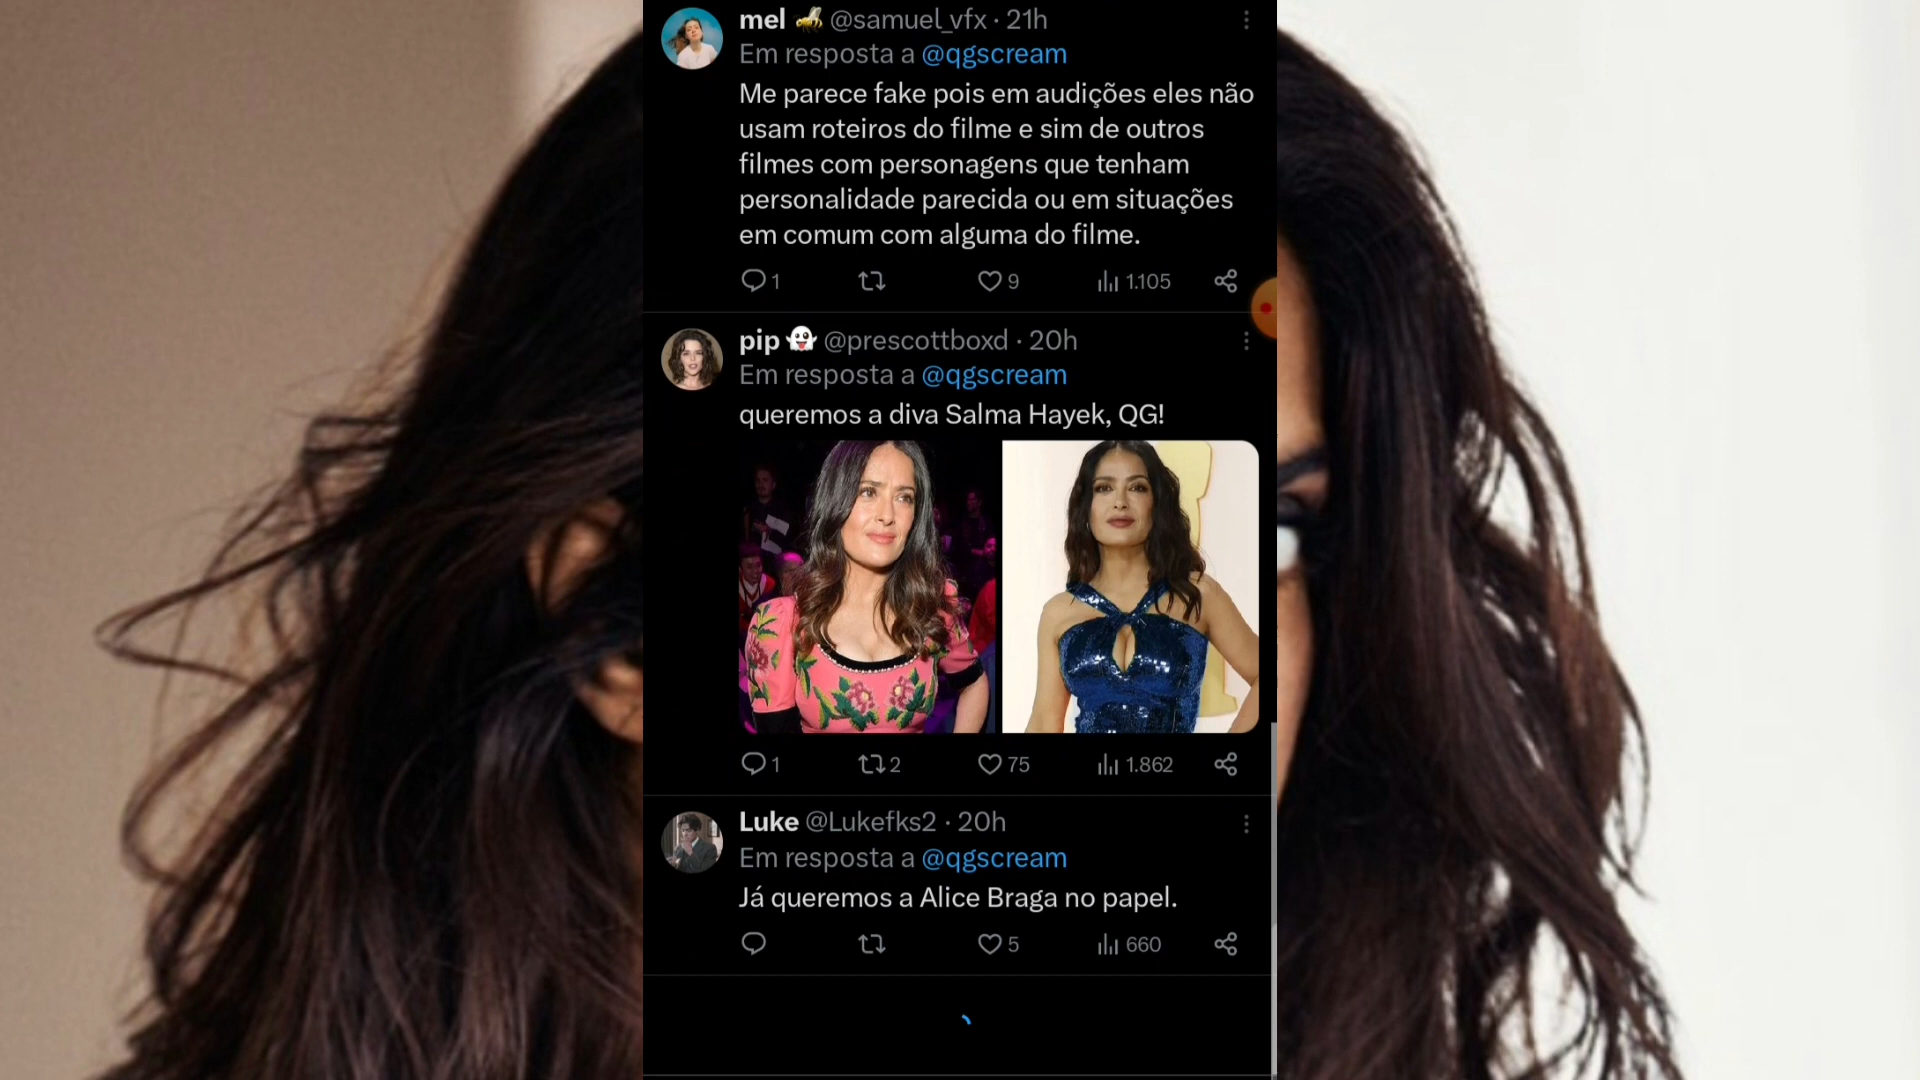 mel 🐝 @samuel_vfx · 21h
Em resposta a @qgscream
Me parece fake pois em audições eles não
usam roteiros do filme e sim de outros
filmes com personagens que tenham
personalidade parecida ou em situações
em comum com alguma do filme.
1 9 1.105
pip 👻 @prescottboxd · 20h
Em resposta a @qgscream
queremos a diva Salma Hayek, QG!
1 2 75 1.862
Luke @Lukefks2 · 20h
Em resposta a @qgscream
Já queremos a Alice Braga no papel.
5 660